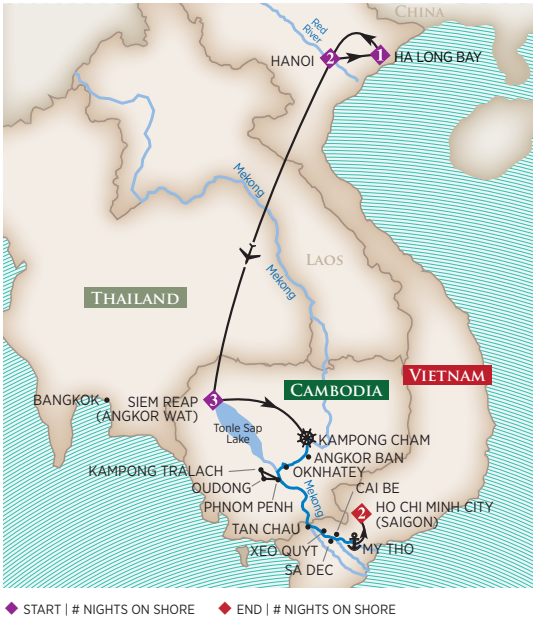 CHINA
Red
River
HANOI
2
1
HA LONG BAY
Mekong
LAOS
Mekong
THAILAND
VIETNAM
CAMBODIA
BANGKOK
SIEM REAP
(ANGKOR WAT)
3
Tonle Sap
Lake
KAMPONG CHAM
ANGKOR BAN
OKNHATEY
KAMPONG TRALACH
OUDONG
PHNOM PENH
Mekong
CAI BE
2
HO CHI MINH CITY
(SAIGON)
TAN CHAU
XEO QUYT
MY THO
SA DEC
START | # NIGHTS ON SHORE
END | # NIGHTS ON SHORE